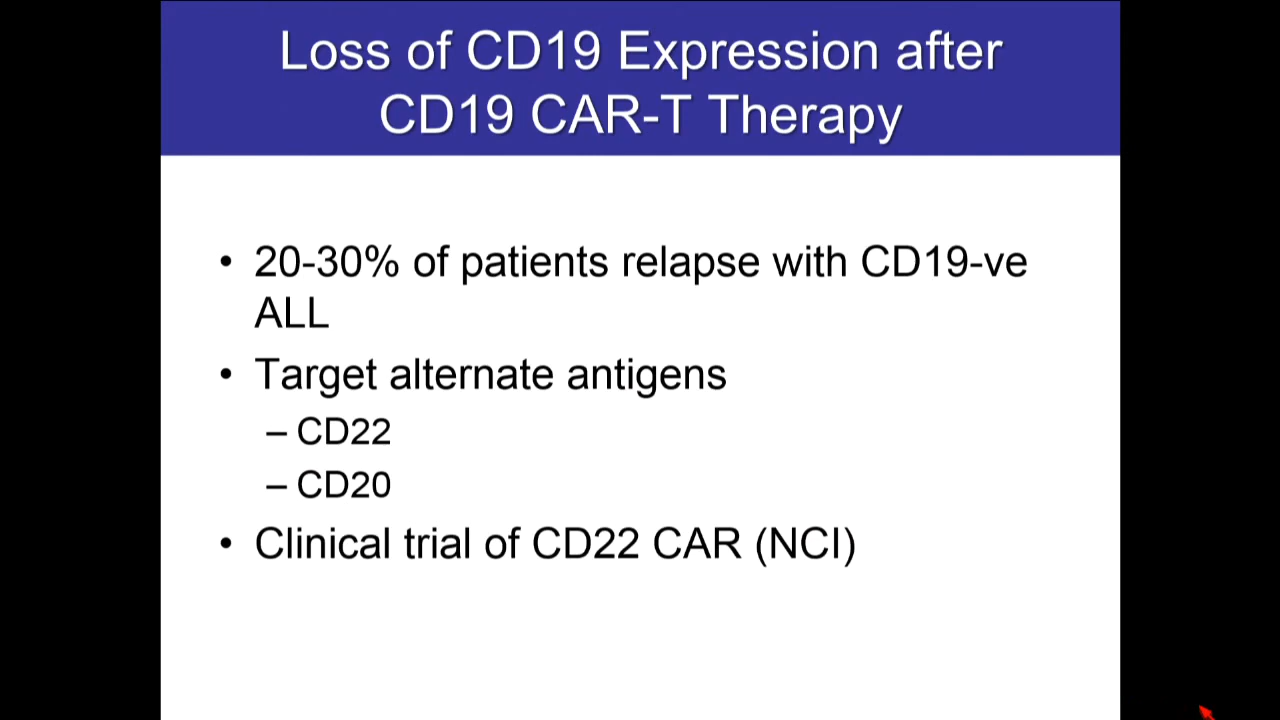 Loss of CD19 Expression after
CD19 CAR-T Therapy
• 20-30% of patients relapse with CD19-ve
ALL
• Target alternate antigens
– CD22
– CD20
• Clinical trial of CD22 CAR (NCI)